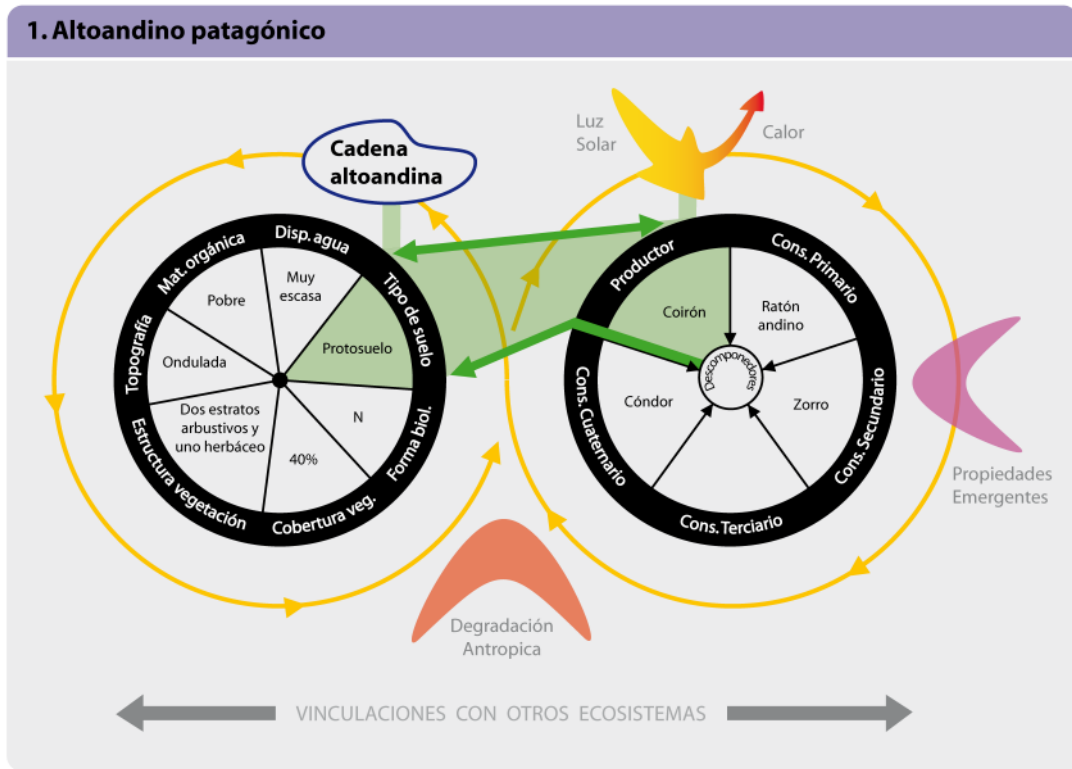 1. Altoandino patagónico
Cadena
altoandina
Luz
Solar
Calor
Disp. agua
Tipo de suelo
Forma biol.
Cobertura veg.
Estructura vegetación
Topografía
Mat. orgánica
Muy
escasa
Protosuelo
N
40%
Dos estratos
arbustivos y
uno herbáceo
Ondulada
Pobre
Productor
Cons. Primario
Cons. Secundario
Cons. Terciario
Cons. Cuaternario
Coirón
Ratón
andino
Zorro
Cóndor
Descomponedores
Propiedades
Emergentes
Degradación
Antropica
VINCULACIONES CON OTROS ECOSISTEMAS